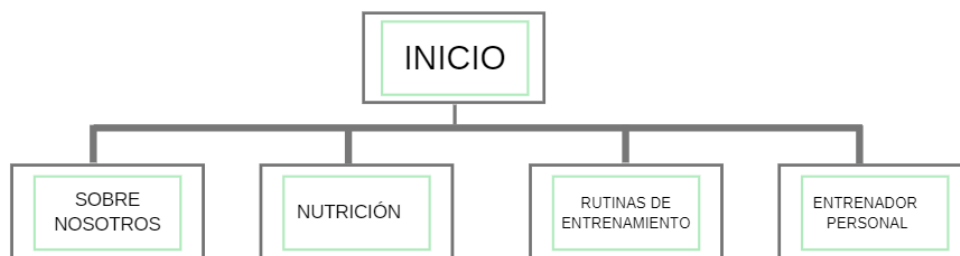 INICIO
SOBRE
NOSOTROS
NUTRICIÓN
RUTINAS DE
ENTRENAMIENTO
ENTRENADOR
PERSONAL